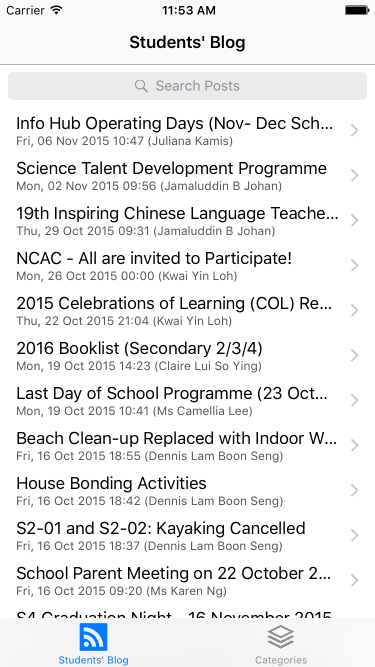 Carrier 11:53 AM
Students' Blog
Search Posts
Info Hub Operating Days (Nov- Dec Sch...
Fri, 06 Nov 2015 10:47 (Juliana Kamis)
Science Talent Development Programme
Mon, 02 Nov 2015 09:56 (Jamaluddin B Johan)
19th Inspiring Chinese Language Teache...
Thu, 29 Oct 2015 09:31 (Jamaluddin B Johan)
NCAC - All are invited to Participate!
Mon, 26 Oct 2015 00:00 (Kwai Yin Loh)
2015 Celebrations of Learning (COL) Re...
Thu, 22 Oct 2015 21:04 (Kwai Yin Loh)
2016 Booklist (Secondary 2/3/4)
Mon, 19 Oct 2015 14:23 (Claire Lui So Ying)
Last Day of School Programme (23 Oct...
Mon, 19 Oct 2015 10:41 (Ms Camellia Lee)
Beach Clean-up Replaced with Indoor W...
Fri, 16 Oct 2015 18:55 (Dennis Lam Boon Seng)
House Bonding Activities
Fri, 16 Oct 2015 18:42 (Dennis Lam Boon Seng)
S2-01 and S2-02: Kayaking Cancelled
Fri, 16 Oct 2015 18:37 (Dennis Lam Boon Seng)
School Parent Meeting on 22 October 2...
Fri, 16 Oct 2015 09:20 (Ms Karen Ng)
S4 Graduation Night - 16 November 2015
Students' Blog Categories